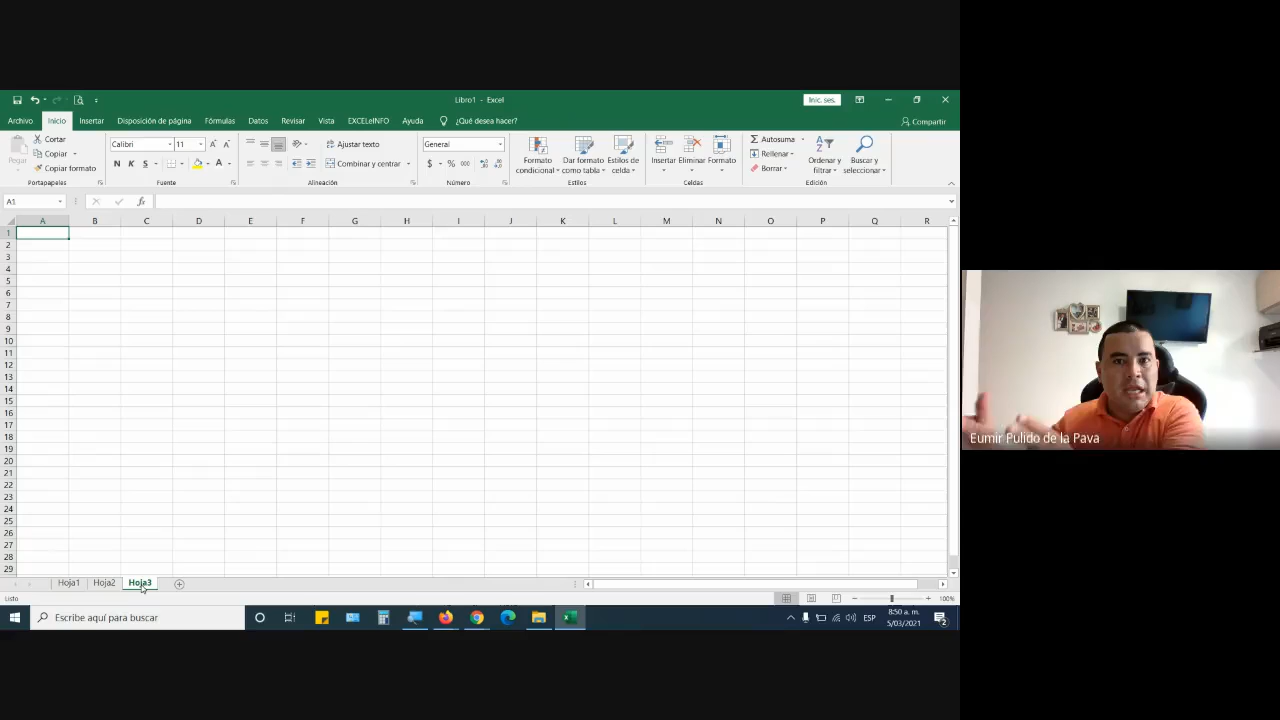 Libro1 - Excel
Inic. ses.
Archivo Inicio Insertar Disposición de página Fórmulas Datos Revisar Vista EXCELeINFO Ayuda ¿Qué desea hacer? Compartir
Pegar
Cortar
Copiar
Copiar formato
Portapapeles
Calibri 11
N K S
Fuente
Ajustar texto
Combinar y centrar
Alineación
General
$ % 000
Número
Formato condicional
Dar formato como tabla
Estilos de celda
Estilos
Insertar Eliminar Formato
Celdas
Autosuma
Rellenar
Borrar
Ordenar y filtrar
Buscar y seleccionar
Edición
A1 fx
A B C D E F G H I J K L M N O P Q R
1
2
3
4
5
6
7
8
9
10
11
12
13
14
15
16
17
18
19
20
21
22
23
24
25
26
27
28
29
Hoja1 Hoja2 Hoja3
Listo 100%
Escribe aquí para buscar
ESP
8:50 a. m.
5/03/2021
2
Eumir Pulido de la Pava